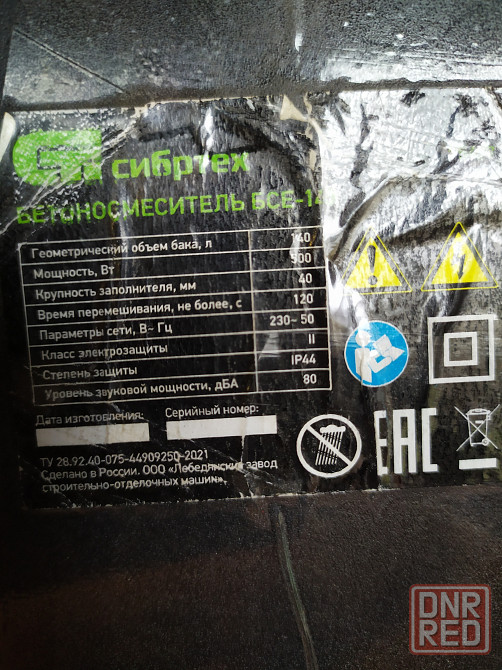 сибртех
БЕТОНОСМЕСИТЕЛЬ БСЕ-14
Геометрический объем бака, л 140
Мощность, Вт 500
Крупность заполнителя, мм 40
Время перемешивания, не более, с 120
Параметры сети, В~ Гц 230~ 50
Класс электрозащиты II
Степень защиты IP44
Уровень звуковой мощности, дБА 80
Дата изготовления: Серийный номер:
ТУ 28.92.40-075-44909250-2021
Сделано в России. ООО «Лебедянский завод
строительно-отделочных машин».
EAC
DNR
RED